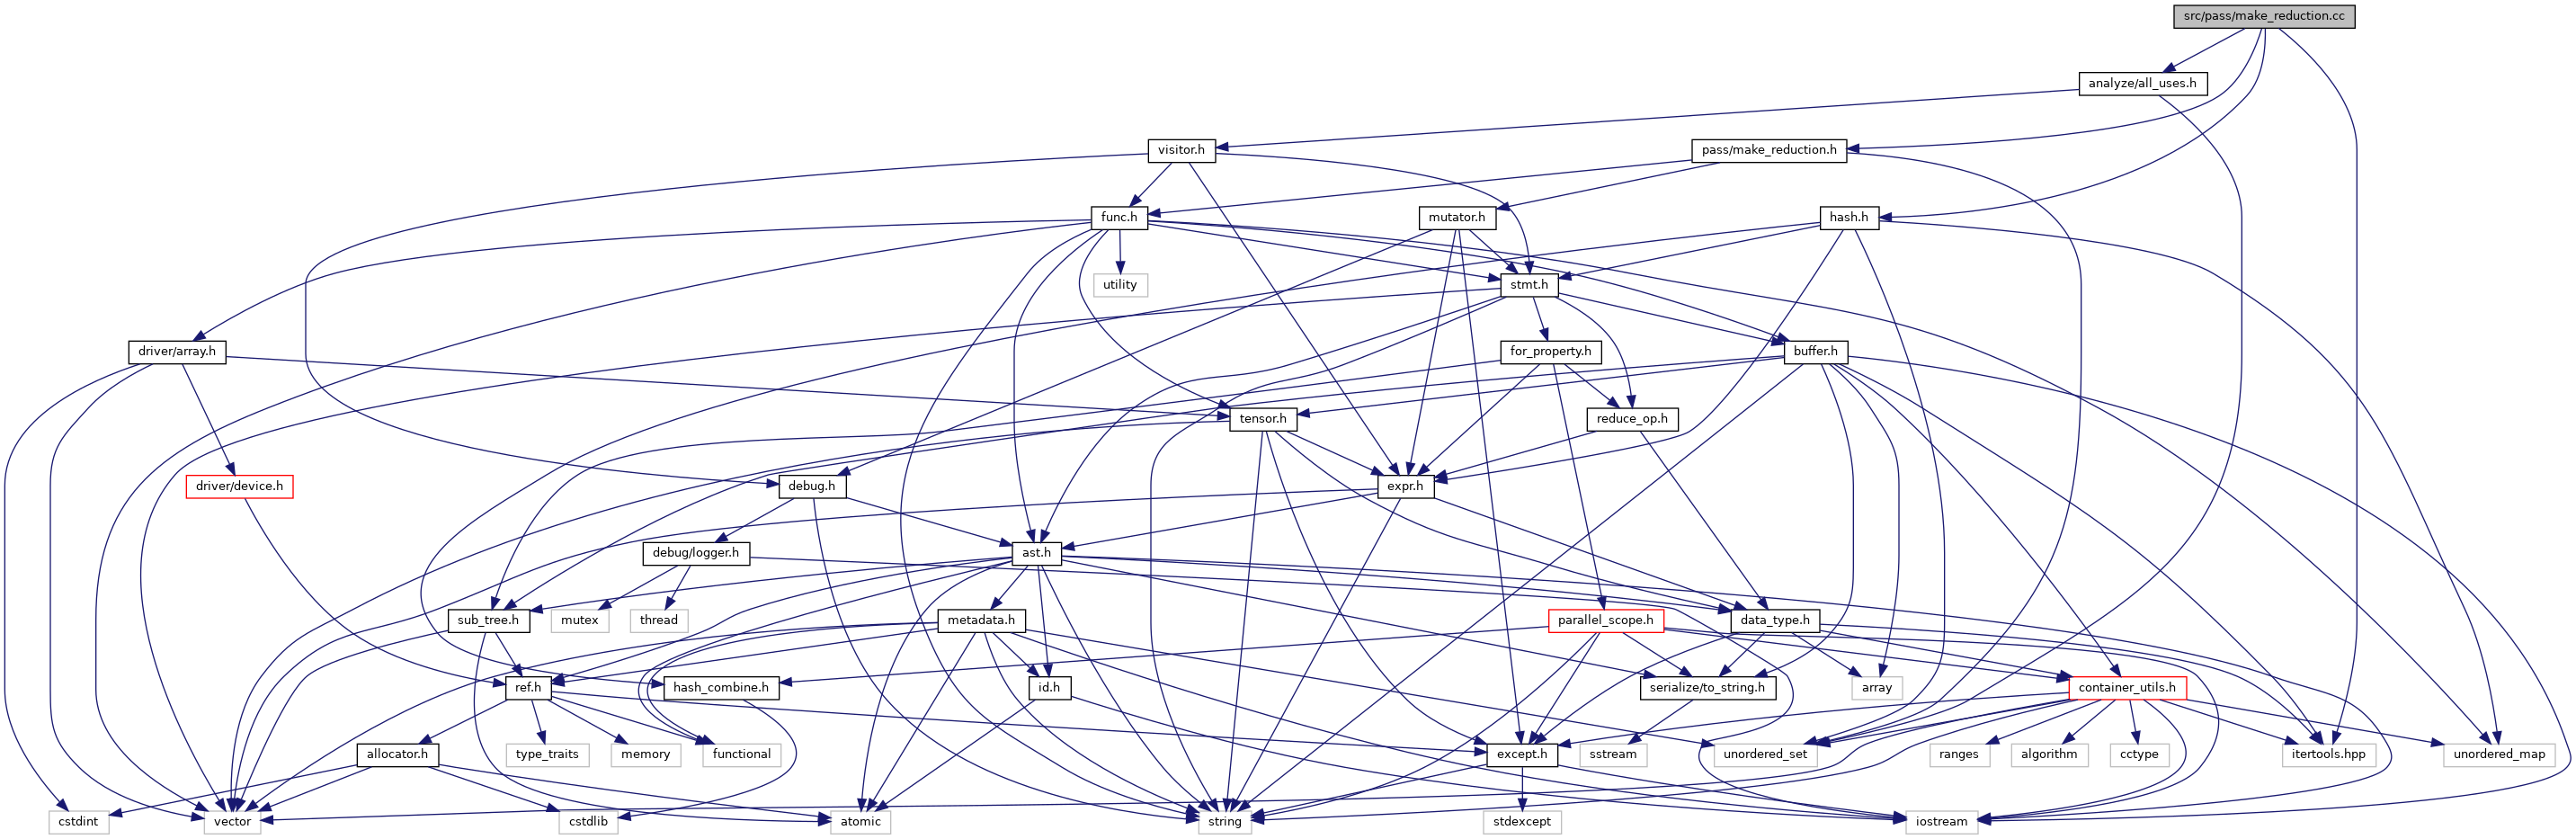 src/pass/make_reduction.cc
analyze/all_uses.h
visitor.h
pass/make_reduction.h
func.h
mutator.h
hash.h
utility
stmt.h
driver/array.h
for_property.h
buffer.h
tensor.h
reduce_op.h
driver/device.h
debug.h
expr.h
debug/logger.h
ast.h
sub_tree.h
mutex
thread
metadata.h
parallel_scope.h
data_type.h
ref.h
hash_combine.h
id.h
serialize/to_string.h
array
container_utils.h
allocator.h
type_traits
memory
functional
except.h
sstream
unordered_set
ranges
algorithm
cctype
itertools.hpp
unordered_map
cstdint
vector
cstdlib
atomic
string
stdexcept
iostream